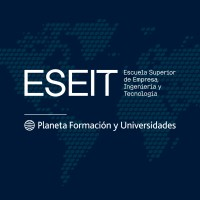 ESEIT
Escuela Superior
de Empresa,
Ingeniería y
Tecnología
Planeta Formación y Universidades